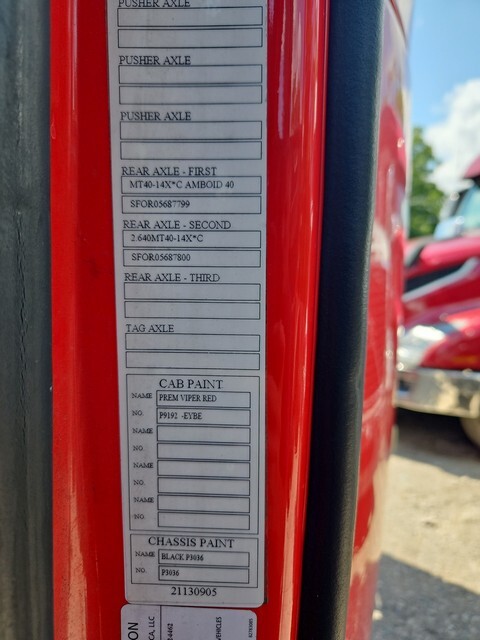 PUSHER AXLE
PUSHER AXLE
PUSHER AXLE
REAR AXLE - FIRST
MT40-14X*C AMBOID 40
SFOR05687799
REAR AXLE - SECOND
2.640MT40-14X*C
SFOR05687800
REAR AXLE - THIRD
TAG AXLE
CAB PAINT
NAME PREM VIPER RED
NO. P9192 -EYBE
NAME
NO.
NAME
NO.
NAME
NO.
CHASSIS PAINT
NAME BLACK P3036
NO. P3036
21130905